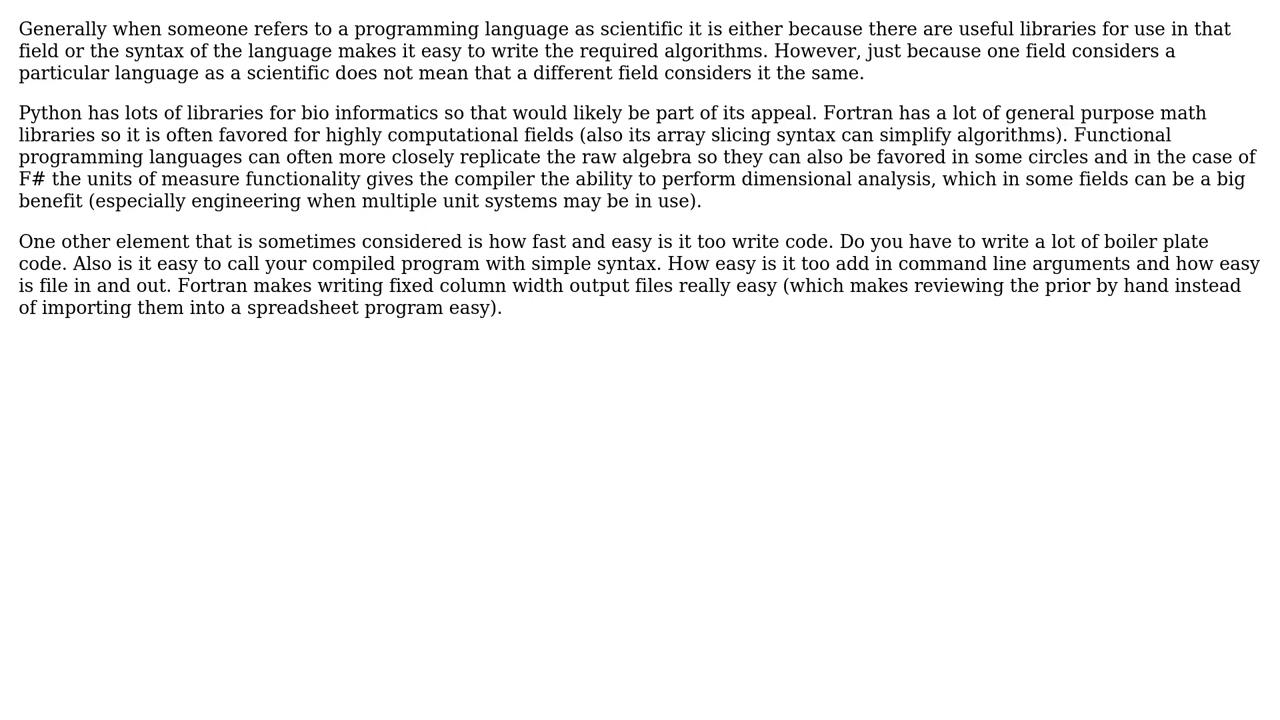 Generally when someone refers to a programming language as scientific it is either because there are useful libraries for use in that
field or the syntax of the language makes it easy to write the required algorithms. However, just because one field considers a
particular language as a scientific does not mean that a different field considers it the same.
Python has lots of libraries for bio informatics so that would likely be part of its appeal. Fortran has a lot of general purpose math
libraries so it is often favored for highly computational fields (also its array slicing syntax can simplify algorithms). Functional
programming languages can often more closely replicate the raw algebra so they can also be favored in some circles and in the case of
F# the units of measure functionality gives the compiler the ability to perform dimensional analysis, which in some fields can be a big
benefit (especially engineering when multiple unit systems may be in use).
One other element that is sometimes considered is how fast and easy is it too write code. Do you have to write a lot of boiler plate
code. Also is it easy to call your compiled program with simple syntax. How easy is it too add in command line arguments and how easy
is file in and out. Fortran makes writing fixed column width output files really easy (which makes reviewing the prior by hand instead
of importing them into a spreadsheet program easy).